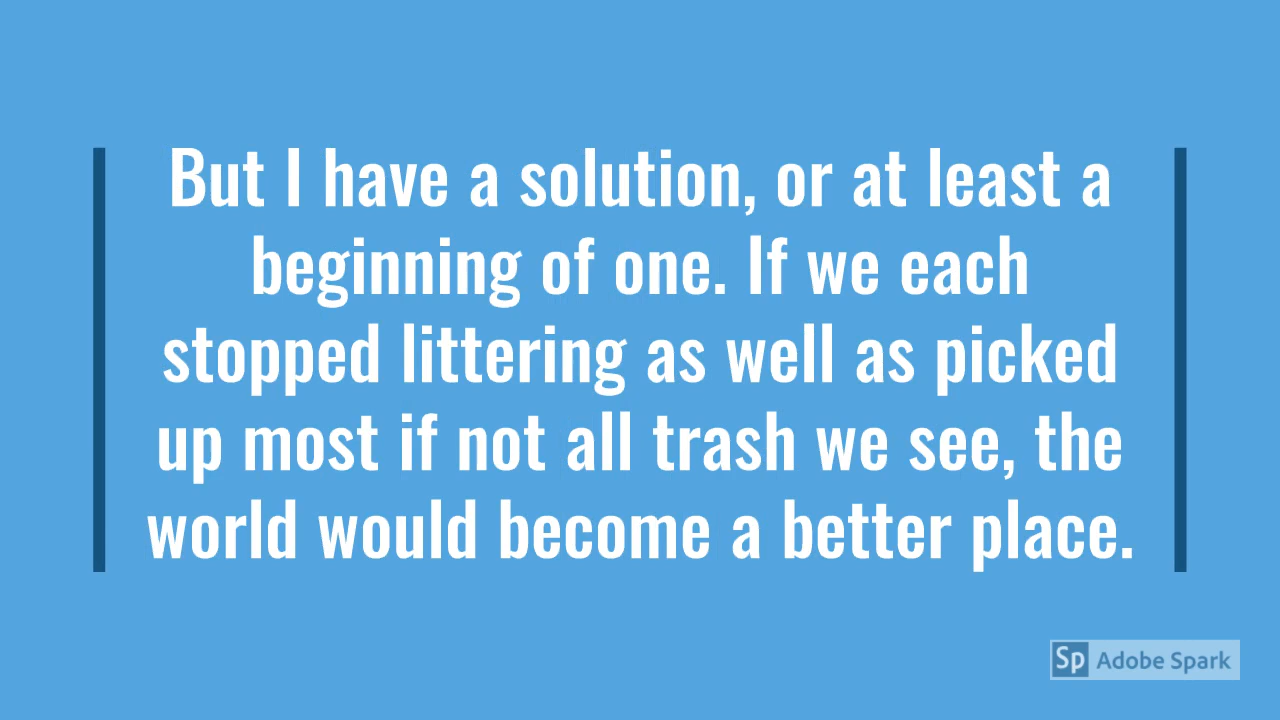 But I have a solution, or at least a
beginning of one. If we each
stopped littering as well as picked
up most if not all trash we see, the
world would become a better place.
Sp Adobe Spark